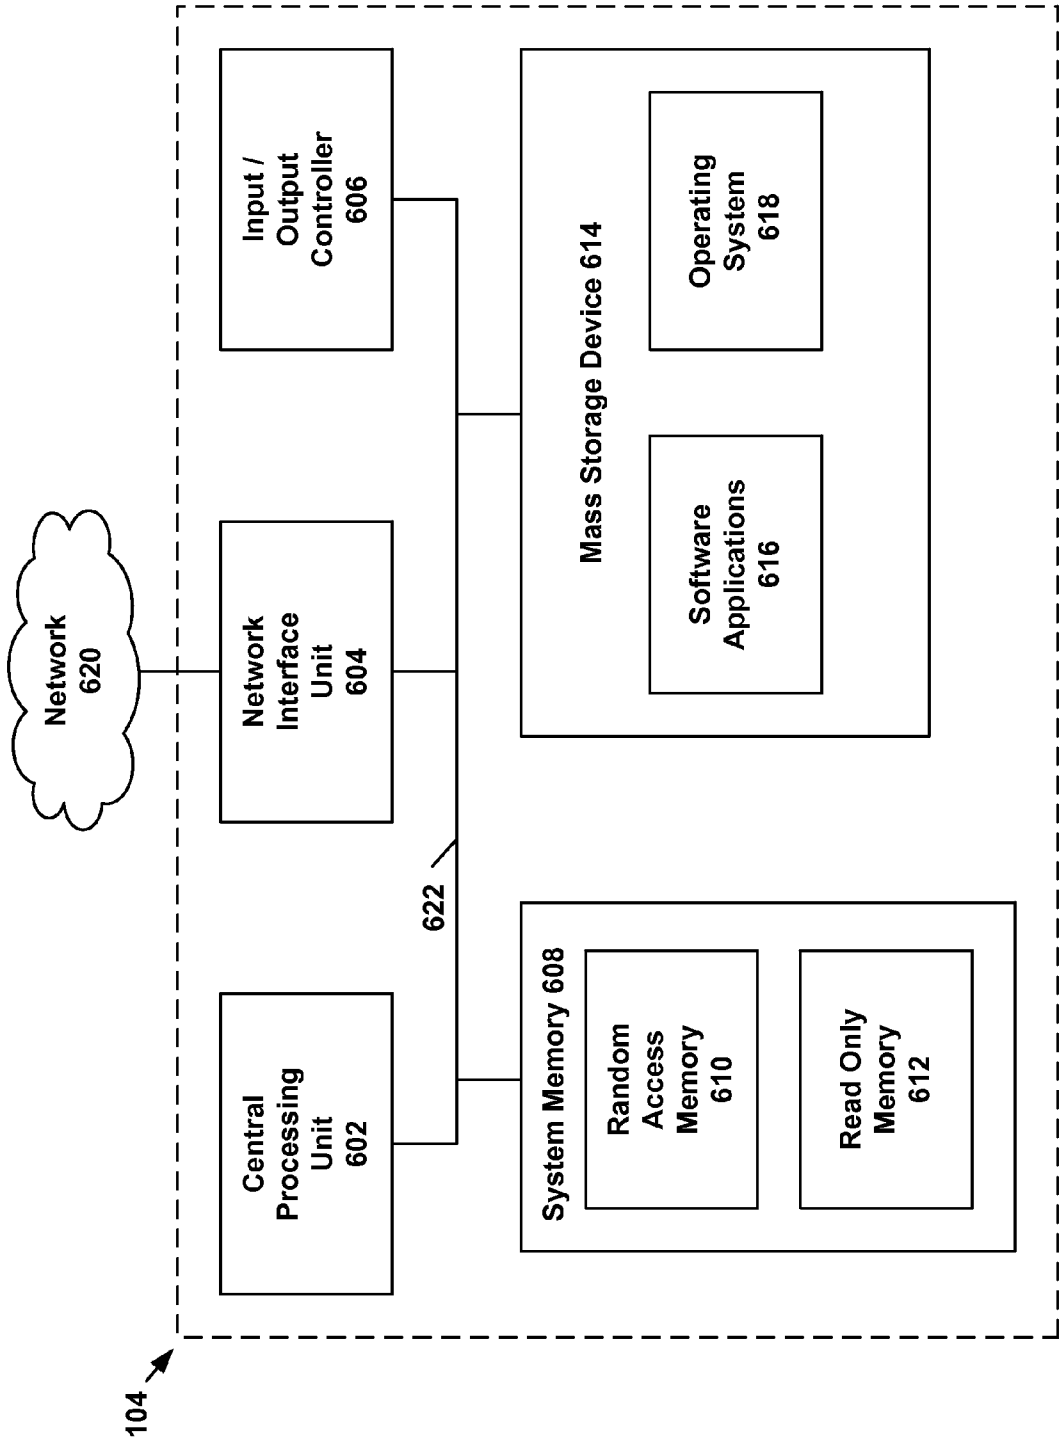 104
Network
620
Central
Processing
Unit
602
Network
Interface
Unit
604
Input /
Output
Controller
606
622
System Memory 608
Random
Access
Memory
610
Read Only
Memory
612
Mass Storage Device 614
Software
Applications
616
Operating
System
618